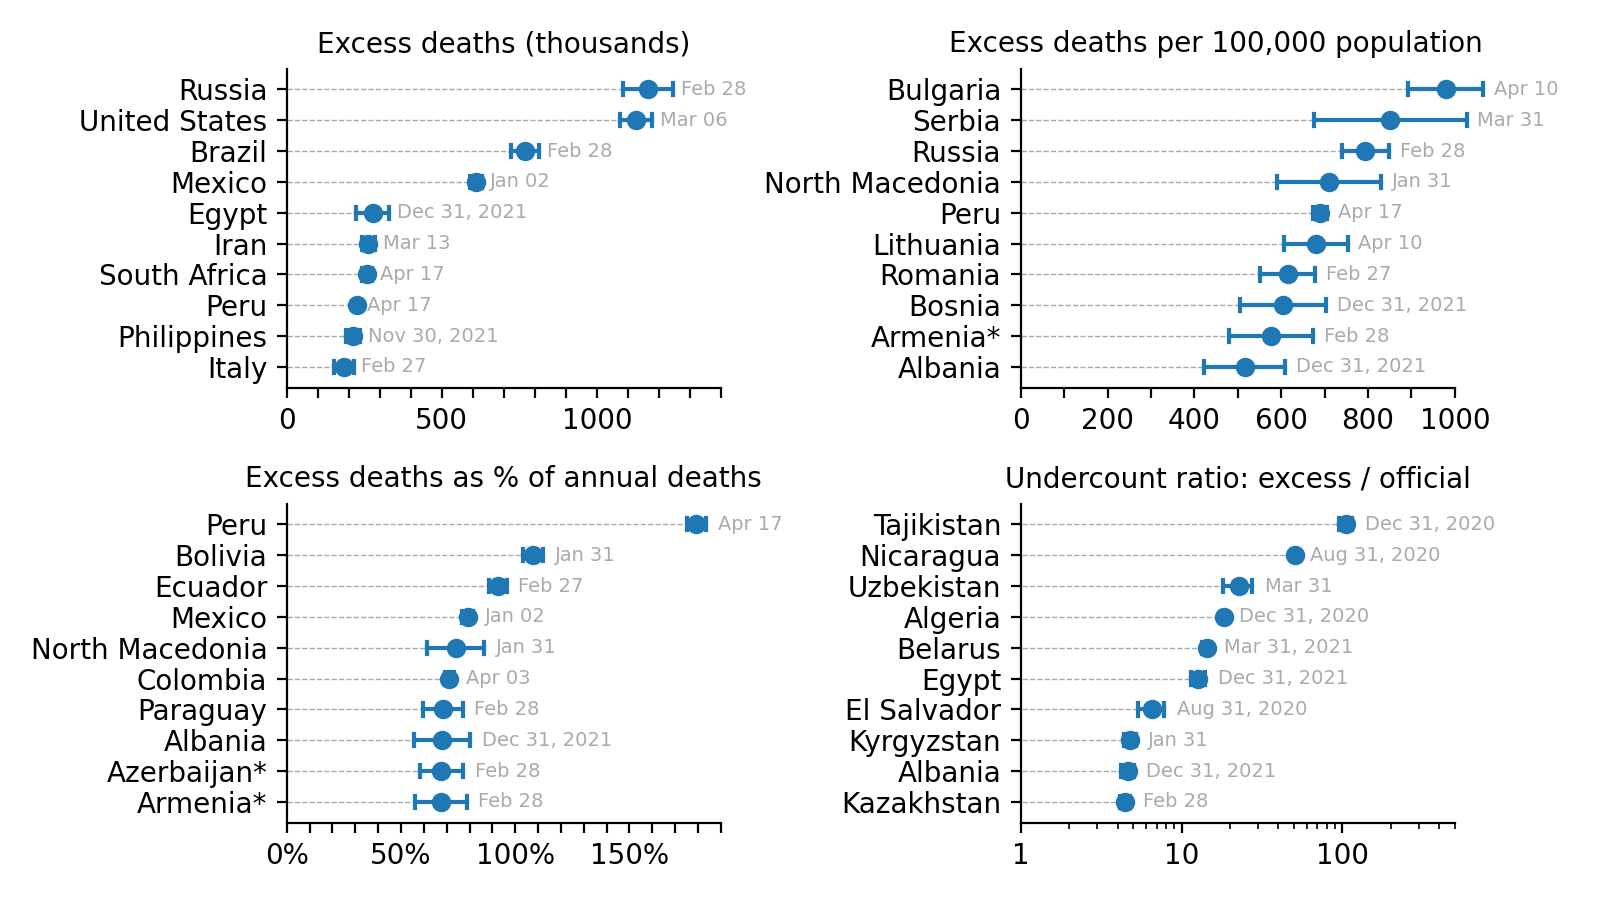 Excess deaths (thousands)
Russia Feb 28
United States Mar 06
Brazil Feb 28
Mexico Jan 02
Egypt Dec 31, 2021
Iran Mar 13
South Africa Apr 17
Peru Apr 17
Philippines Nov 30, 2021
Italy Feb 27
0 500 1000
Excess deaths per 100,000 population
Bulgaria Apr 10
Serbia Mar 31
Russia Feb 28
North Macedonia Jan 31
Peru Apr 17
Lithuania Apr 10
Romania Feb 27
Bosnia Dec 31, 2021
Armenia* Feb 28
Albania Dec 31, 2021
0 200 400 600 800 1000
Excess deaths as % of annual deaths
Peru Apr 17
Bolivia Jan 31
Ecuador Feb 27
Mexico Jan 02
North Macedonia Jan 31
Colombia Apr 03
Paraguay Feb 28
Albania Dec 31, 2021
Azerbaijan* Feb 28
Armenia* Feb 28
0% 50% 100% 150%
Undercount ratio: excess / official
Tajikistan Dec 31, 2020
Nicaragua Aug 31, 2020
Uzbekistan Mar 31
Algeria Dec 31, 2020
Belarus Mar 31, 2021
Egypt Dec 31, 2021
El Salvador Aug 31, 2020
Kyrgyzstan Jan 31
Albania Dec 31, 2021
Kazakhstan Feb 28
1 10 100